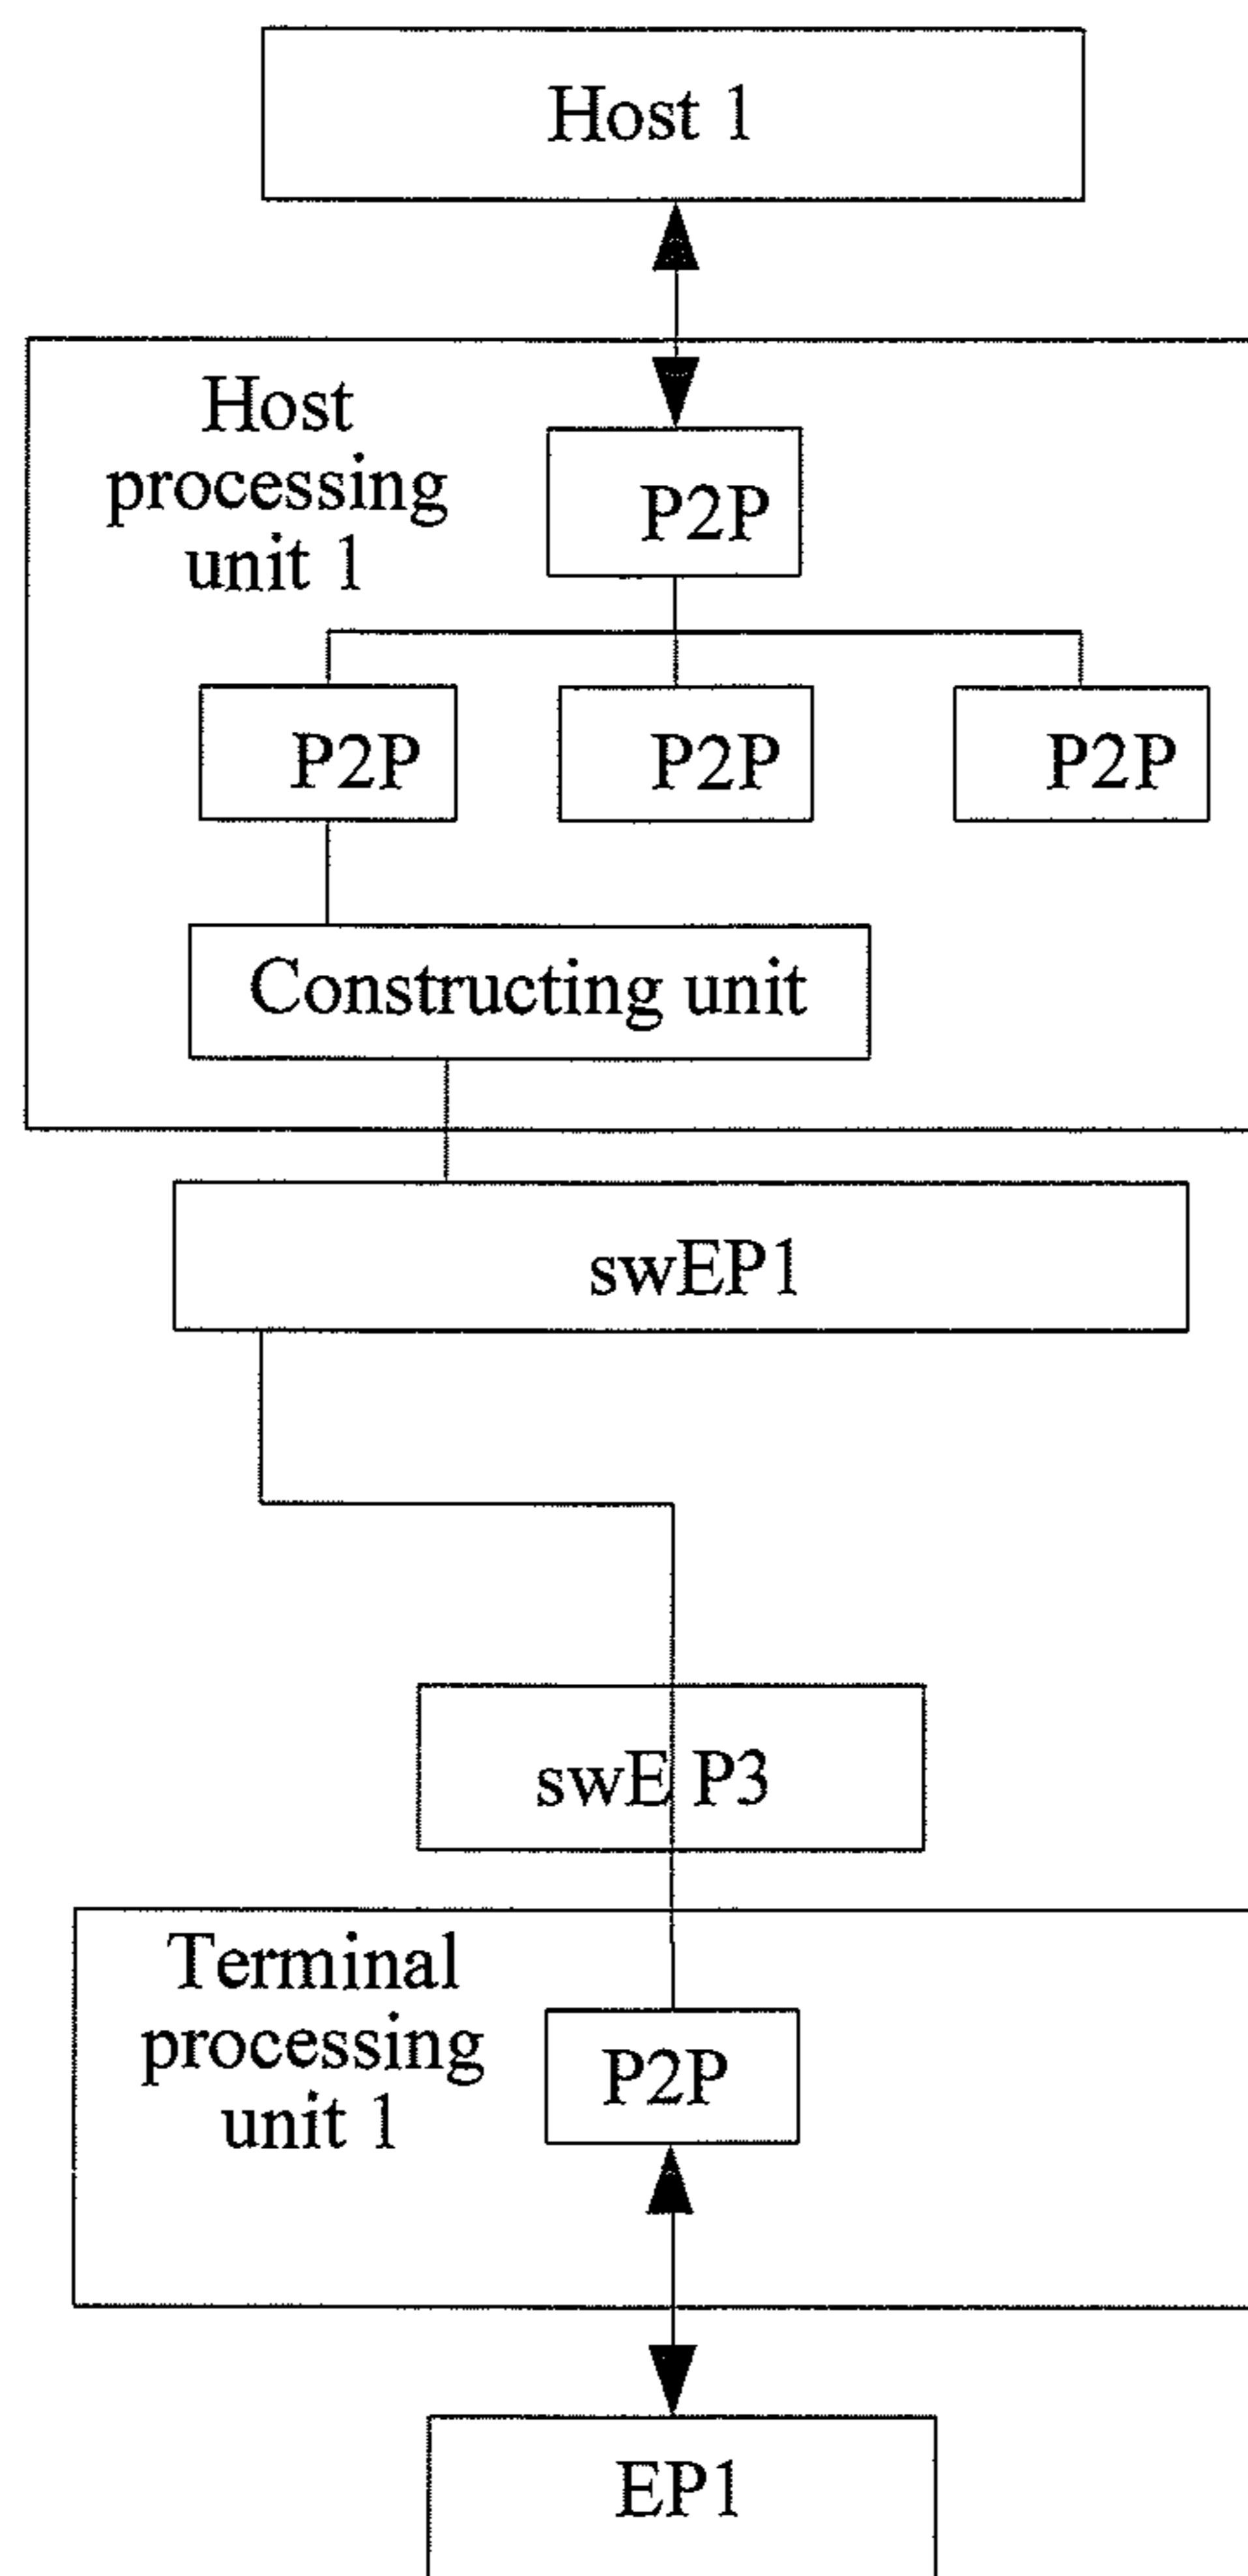 Host 1
Host
processing
unit 1
P2P
P2P
P2P
P2P
Constructing unit
swEP1
swE P3
Terminal
processing
unit 1
P2P
EP1